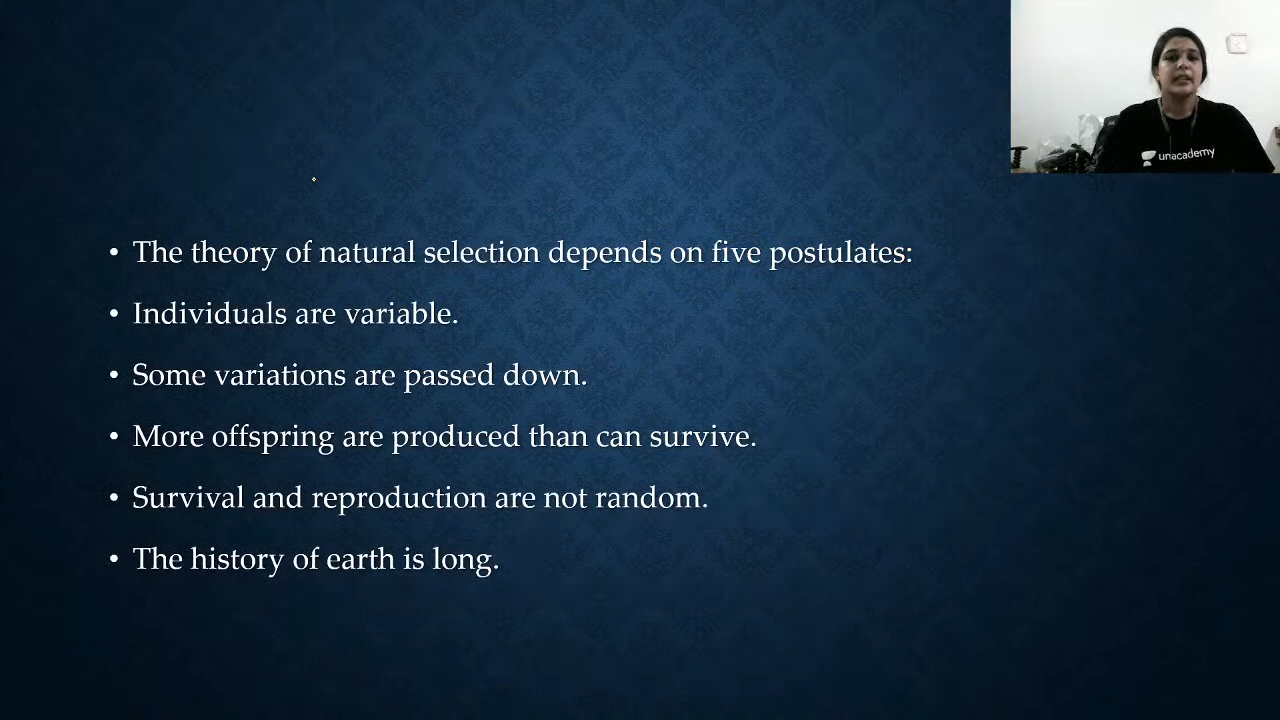 unacademy
• The theory of natural selection depends on five postulates:
• Individuals are variable.
• Some variations are passed down.
• More offspring are produced than can survive.
• Survival and reproduction are not random.
• The history of earth is long.